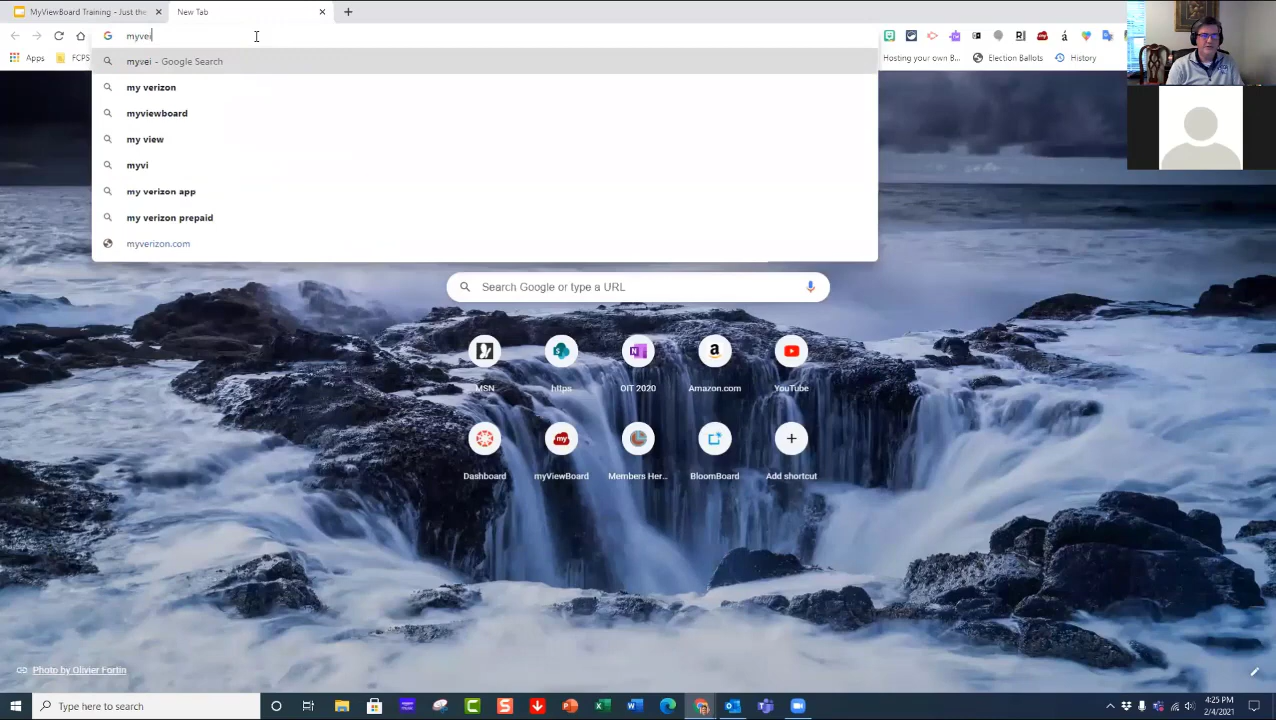 MyViewBoard Training - Just the
New Tab
myvei
Apps
FCPS
Hosting your own B...
Election Ballots
History
myvei - Google Search
my verizon
myviewboard
my view
myvi
my verizon app
my verizon prepaid
myverizon.com
Search Google or type a URL
MSN
https
OIT 2020
Amazon.com
YouTube
my
Dashboard
myViewBoard
Members Her...
BloomBoard
Add shortcut
Photo by Olivier Fortin
Type here to search
4:25 PM
2/4/2021